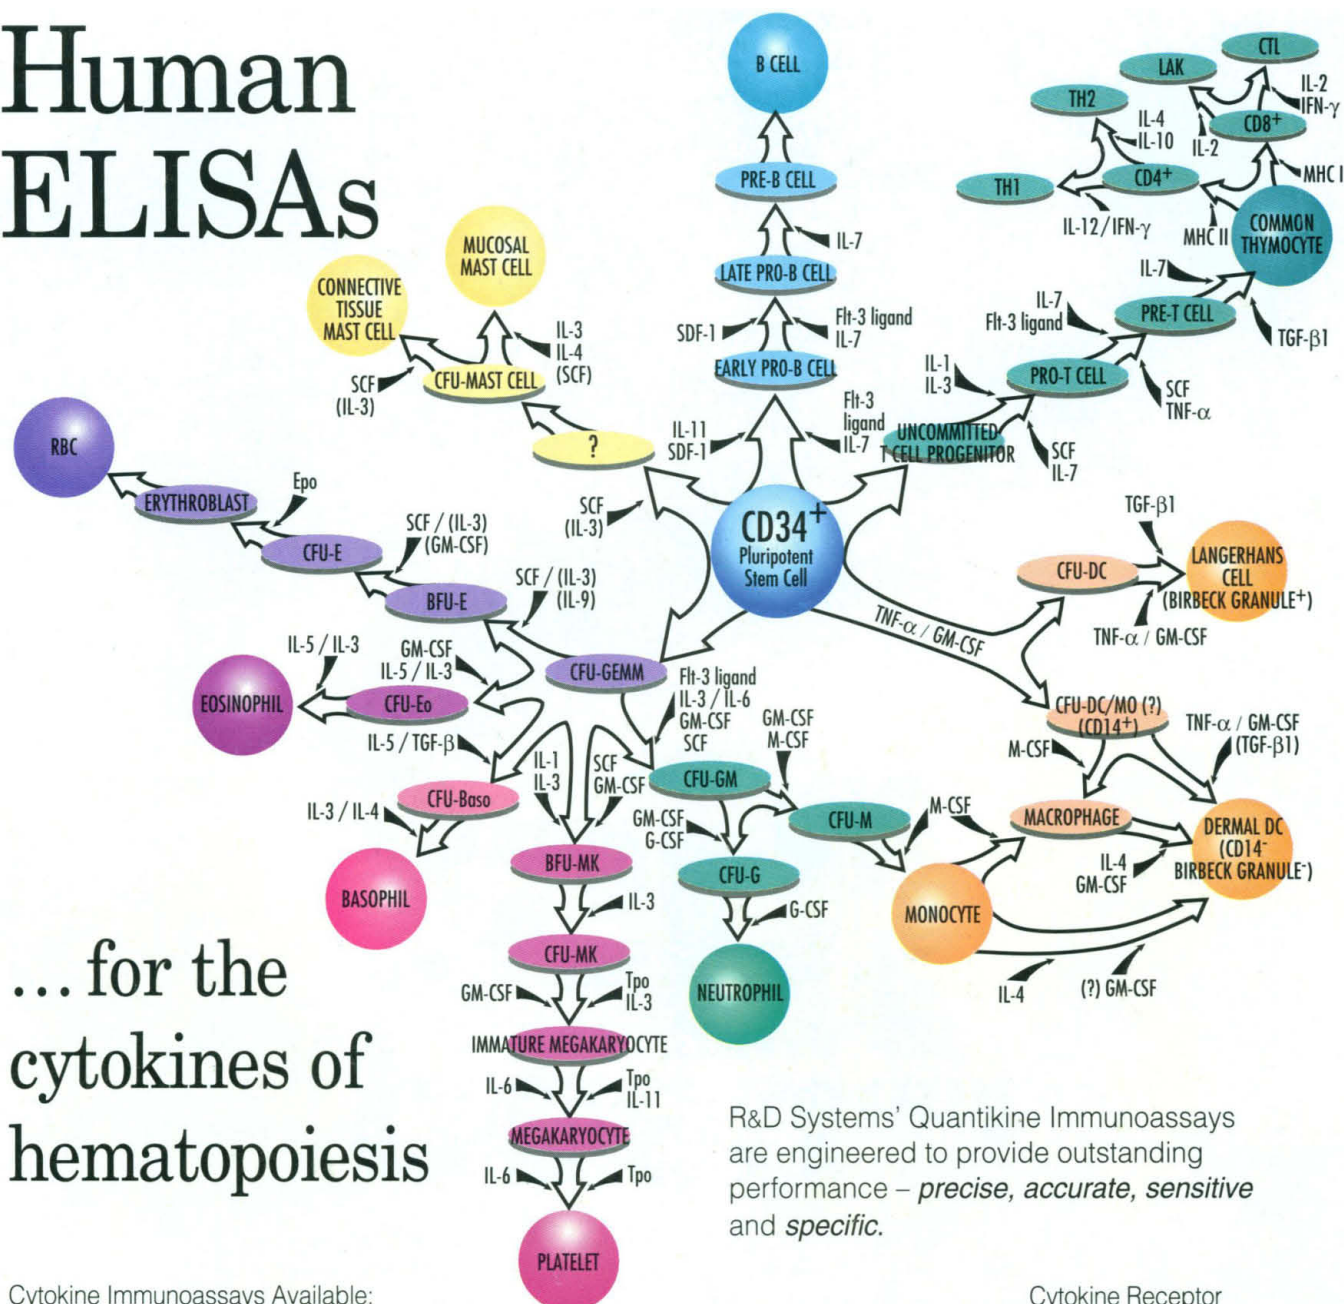 Human
ELISAs
B CELL
PRE-B CELL
IL-7
LATE PRO-B CELL
SDF-1
Flt-3 ligand
IL-7
EARLY PRO-B CELL
IL-11
SDF-1
Flt-3
ligand
IL-7
CTL
LAK
IL-2
IFN-γ
TH2
IL-4
IL-10
IL-2
CD8+
MHC I
TH1
CD4+
IL-12/IFN-γ
MHC II
COMMON
THYMOCYTE
IL-7
PRE-T CELL
TGF-β1
IL-7
Flt-3 ligand
PRO-T CELL
SCF
TNF-α
IL-1
IL-3
UNCOMMITTED
T CELL PROGENITOR
SCF
IL-7
MUCOSAL
MAST CELL
CONNECTIVE
TISSUE
MAST CELL
IL-3
IL-4
(SCF)
SCF
(IL-3)
CFU-MAST CELL
?
SCF
(IL-3)
CD34+
Pluripotent
Stem Cell
RBC
ERYTHROBLAST
Epo
CFU-E
SCF / (IL-3)
(GM-CSF)
BFU-E
SCF / (IL-3)
(IL-9)
CFU-GEMM
IL-5 / IL-3
GM-CSF
IL-5 / IL-3
EOSINOPHIL
CFU-Eo
IL-5 / TGF-β
CFU-Baso
IL-3 / IL-4
BASOPHIL
IL-1
IL-3
SCF
GM-CSF
BFU-MK
IL-3
CFU-MK
GM-CSF
Tpo
IL-3
IMMATURE MEGAKARYOCYTE
IL-6
Tpo
IL-11
MEGAKARYOCYTE
IL-6
Tpo
PLATELET
Flt-3 ligand
IL-3 / IL-6
GM-CSF
SCF
CFU-GM
GM-CSF
M-CSF
GM-CSF
G-CSF
CFU-M
CFU-G
G-CSF
NEUTROPHIL
M-CSF
MONOCYTE
TNF-α / GM-CSF
TGF-β1
CFU-DC
LANGERHANS
CELL
(BIRBECK GRANULE+)
TNF-α / GM-CSF
CFU-DC/MO (?)
(CD14+)
M-CSF
TNF-α / GM-CSF
(TGF-β1)
MACROPHAGE
IL-4
GM-CSF
DERMAL DC
(CD14-
BIRBECK GRANULE-)
IL-4
(?) GM-CSF
... for the
cytokines of
hematopoiesis
R&D Systems' Quantikine Immunoassays
are engineered to provide outstanding
performance – precise, accurate, sensitive
and specific.
Cytokine Immunoassays Available:
Cytokine Receptor